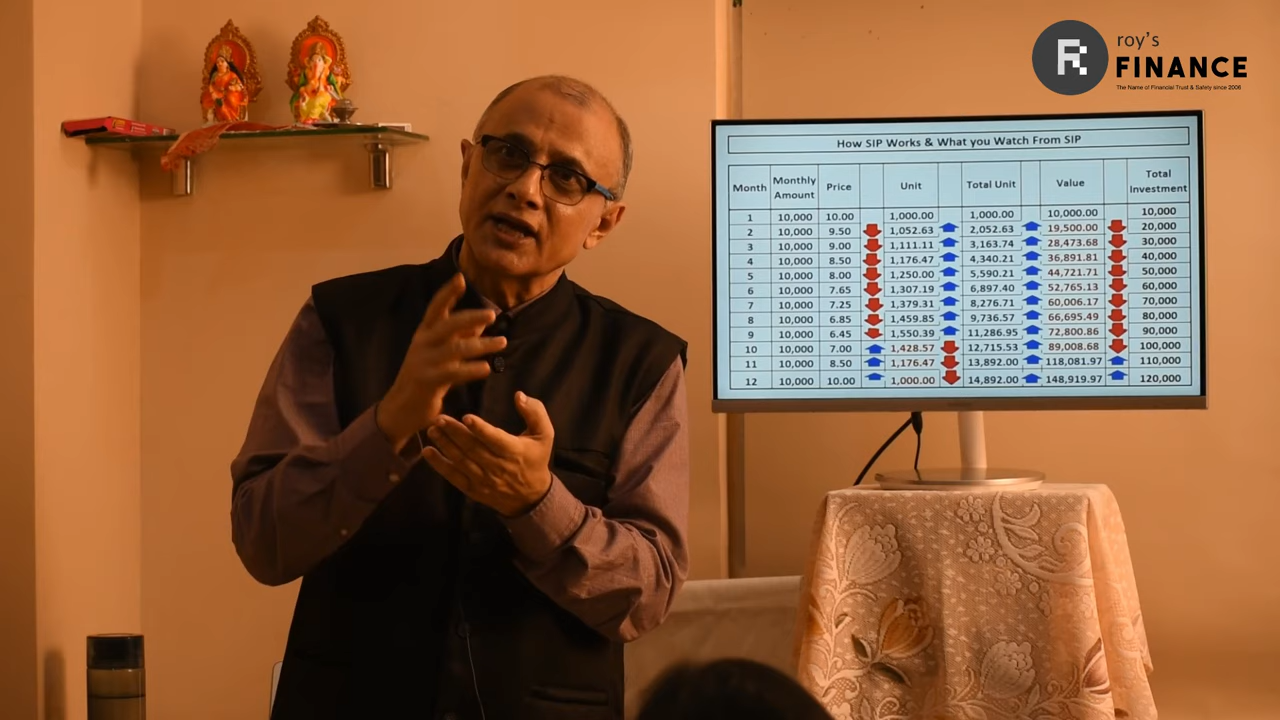 roy's
FINANCE
The Name of Financial Trust & Safety since 2006
How SIP Works & What you Watch From SIP
Month Monthly Amount Price Unit Total Unit Value Total Investment
1 10,000 10.00 1,000.00 1,000.00 10,000.00 10,000
2 10,000 9.50 1,052.63 2,052.63 19,500.00 20,000
3 10,000 9.00 1,111.11 3,163.74 28,473.68 30,000
4 10,000 8.50 1,176.47 4,340.21 36,891.81 40,000
5 10,000 8.00 1,250.00 5,590.21 44,721.71 50,000
6 10,000 7.65 1,307.19 6,897.40 52,765.13 60,000
7 10,000 7.25 1,379.31 8,276.71 60,006.17 70,000
8 10,000 6.85 1,459.85 9,736.57 66,695.49 80,000
9 10,000 6.45 1,550.39 11,286.95 72,800.86 90,000
10 10,000 7.00 1,428.57 12,715.53 89,008.68 100,000
11 10,000 8.50 1,176.47 13,892.00 118,081.97 110,000
12 10,000 10.00 1,000.00 14,892.00 148,919.97 120,000